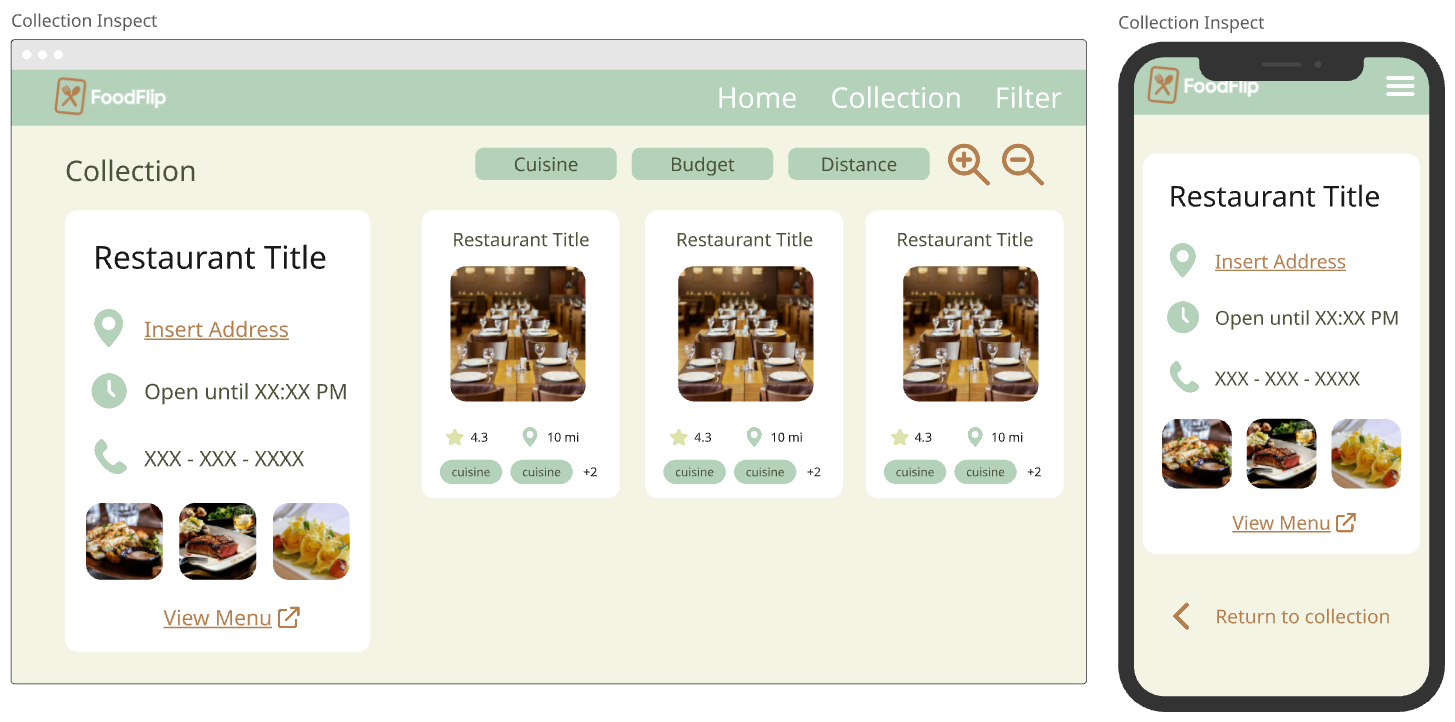 Collection Inspect
FoodFlip
Home Collection Filter
Collection
Cuisine Budget Distance
Restaurant Title
Insert Address
Open until XX:XX PM
XXX - XXX - XXXX
View Menu
Restaurant Title
4.3 10 mi
cuisine cuisine +2
Restaurant Title
4.3 10 mi
cuisine cuisine +2
Restaurant Title
4.3 10 mi
cuisine cuisine +2
Collection Inspect
FoodFlip
Restaurant Title
Insert Address
Open until XX:XX PM
XXX - XXX - XXXX
View Menu
Return to collection